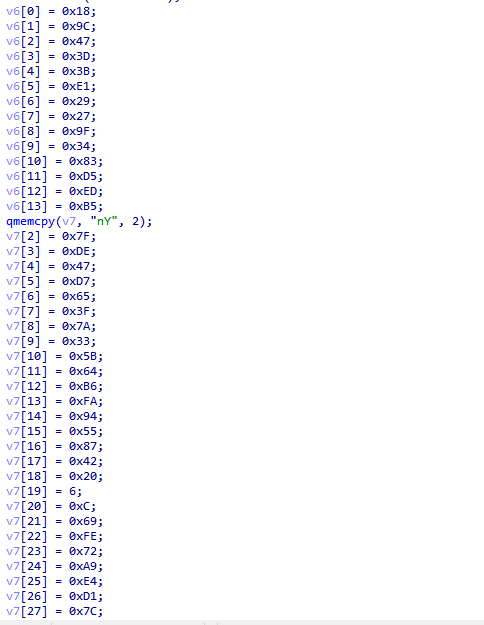 v6[0] = 0x18;
v6[1] = 0x9C;
v6[2] = 0x47;
v6[3] = 0x3D;
v6[4] = 0x3B;
v6[5] = 0xE1;
v6[6] = 0x29;
v6[7] = 0x27;
v6[8] = 0x9F;
v6[9] = 0x34;
v6[10] = 0x83;
v6[11] = 0xD5;
v6[12] = 0xED;
v6[13] = 0xB5;
qmemcpy(v7, "nY", 2);
v7[2] = 0x7F;
v7[3] = 0xDE;
v7[4] = 0x47;
v7[5] = 0xD7;
v7[6] = 0x65;
v7[7] = 0x3F;
v7[8] = 0x7A;
v7[9] = 0x33;
v7[10] = 0x5B;
v7[11] = 0x64;
v7[12] = 0xB6;
v7[13] = 0xFA;
v7[14] = 0x94;
v7[15] = 0x55;
v7[16] = 0x87;
v7[17] = 0x42;
v7[18] = 0x20;
v7[19] = 6;
v7[20] = 0xC;
v7[21] = 0x69;
v7[22] = 0xFE;
v7[23] = 0x72;
v7[24] = 0xA9;
v7[25] = 0xE4;
v7[26] = 0xD1;
v7[27] = 0x7C;